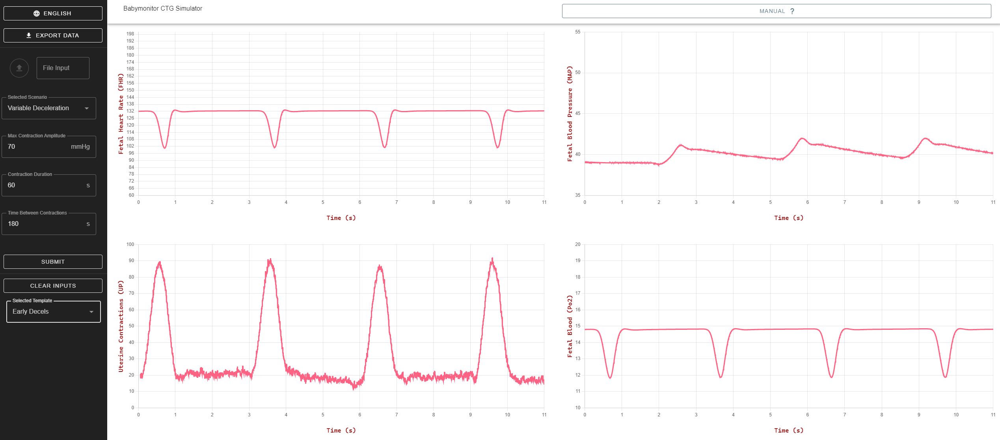 ENGLISH
EXPORT DATA
File Input
Selected Scenario
Variable Deceleration
Max Contraction Amplitude
70 mmHg
Contraction Duration
60 s
Time Between Contractions
180 s
SUBMIT
CLEAR INPUTS
Selected Template
Early Decels
Babymonitor CTG Simulator
MANUAL ?
Fetal Heart Rate (FHR)
198
192
186
180
174
168
162
156
150
144
138
132
126
120
114
108
102
96
90
84
78
72
66
60
0 1 2 3 4 5 6 7 8 9 10 11
Time (s)
Fetal Blood Pressure (MAP)
55
50
45
40
35
0 1 2 3 4 5 6 7 8 9 10 11
Time (s)
Uterine Contractions (UP)
100
90
80
70
60
50
40
30
20
10
0
0 1 2 3 4 5 6 7 8 9 10 11
Time (s)
Fetal Blood (Po2)
20
19
18
17
16
15
14
13
12
11
10
0 1 2 3 4 5 6 7 8 9 10 11
Time (s)